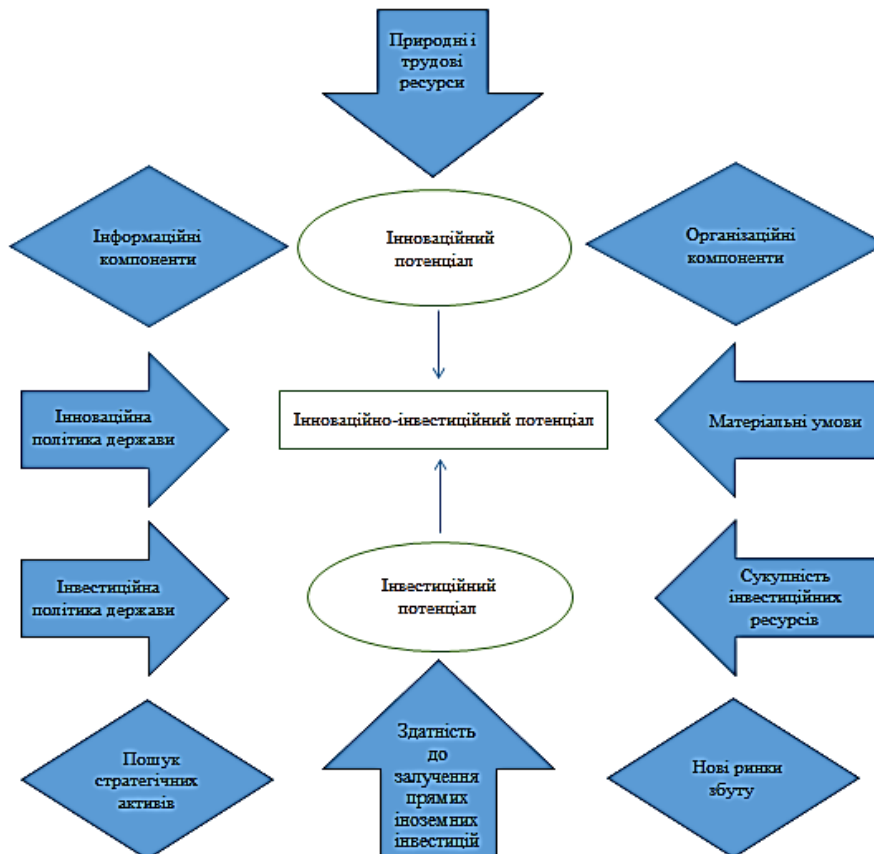 Природні і
трудові
ресурси
Інформаційні
компоненти
Інноваційний
потенціал
Організаційні
компоненти
Інноваційна
політика держави
Інноваційно-інвестиційний потенціал
Матеріальні умови
Інвестиційна
політика держави
Інвестиційний
потенціал
Сукупність
інвестиційних
ресурсів
Пошук
стратегічних
активів
Здатність
до
залучення
прямих
іноземних
інвестицій
Нові ринки
збуту